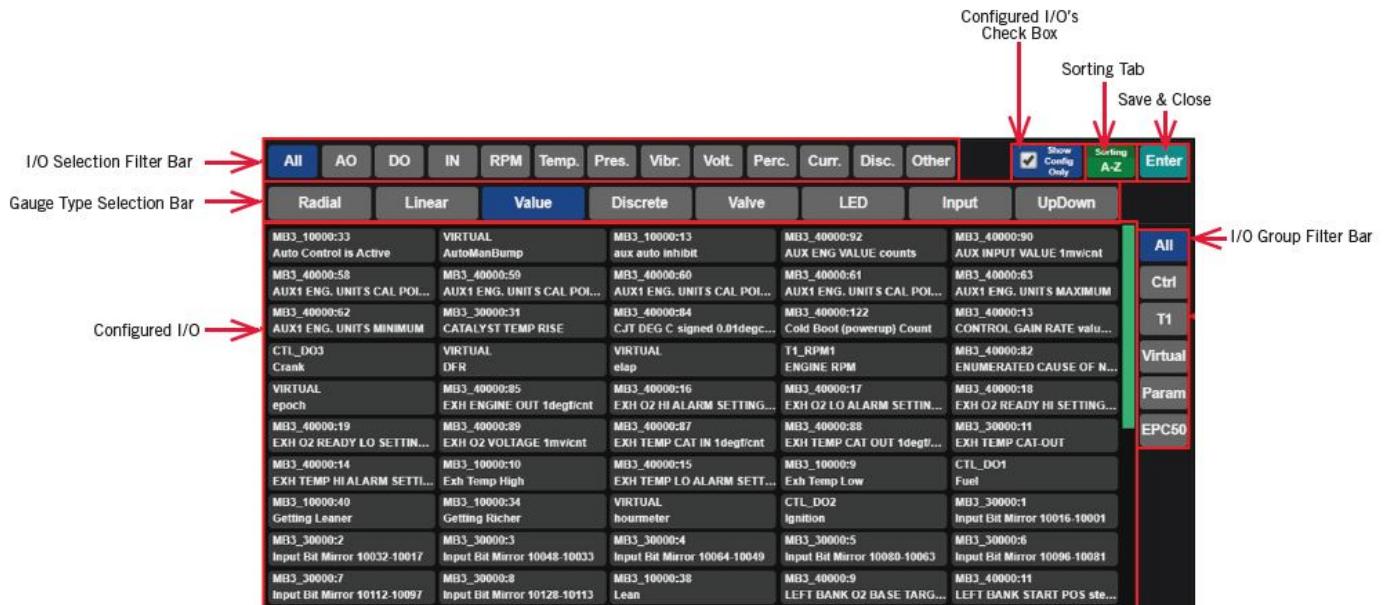 Configured I/O's
Check Box
Sorting Tab
Save & Close
I/O Selection Filter Bar
All AO DO IN RPM Temp. Pres. Vibr. Volt. Perc. Curr. Disc. Other
Show
Config
Only
Sorting
A-Z
Enter
Gauge Type Selection Bar
Radial Linear Value Discrete Valve LED Input UpDown
I/O Group Filter Bar
All
Ctrl
T1
Virtual
Param
EPC50
Configured I/O
MB3_10000:33 VIRTUAL MB3_10000:13 MB3_40000:92 MB3_40000:90
Auto Control is Active AutoManBump aux auto inhibit AUX ENG VALUE counts AUX INPUT VALUE 1mv/cnt
MB3_40000:58 MB3_40000:59 MB3_40000:60 MB3_40000:61 MB3_40000:63
AUX1 ENG. UNITS CAL POI... AUX1 ENG. UNITS CAL POI... AUX1 ENG. UNITS CAL POI... AUX1 ENG. UNITS CAL POI... AUX1 ENG. UNITS MAXIMUM
MB3_40000:62 MB3_30000:31 MB3_40000:84 MB3_40000:122 MB3_40000:13
AUX1 ENG. UNITS MINIMUM CATALYST TEMP RISE CJT DEG C signed 0.01degc... Cold Boot (powerup) Count CONTROL GAIN RATE valu...
CTL_DO3 VIRTUAL VIRTUAL T1_RPM1 MB3_40000:82
Crank DFR elap ENGINE RPM ENUMERATED CAUSE OF N...
VIRTUAL MB3_40000:85 MB3_40000:16 MB3_40000:17 MB3_40000:18
epoch EXH ENGINE OUT 1degf/cnt EXH O2 HI ALARM SETTING... EXH O2 LO ALARM SETTIN... EXH O2 READY HI SETTING...
MB3_40000:19 MB3_40000:89 MB3_40000:87 MB3_40000:88 MB3_30000:11
EXH O2 READY LO SETTIN... EXH O2 VOLTAGE 1mv/cnt EXH TEMP CAT IN 1degf/cnt EXH TEMP CAT OUT 1degf/... EXH TEMP CAT-OUT
MB3_40000:14 MB3_10000:10 MB3_40000:15 MB3_10000:9 CTL_DO1
EXH TEMP HI ALARM SETTI... Exh Temp High EXH TEMP LO ALARM SETT... Exh Temp Low Fuel
MB3_10000:40 MB3_10000:34 VIRTUAL CTL_DO2 MB3_30000:1
Getting Leaner Getting Richer hourmeter Ignition Input Bit Mirror 10016-10001
MB3_30000:2 MB3_30000:3 MB3_30000:4 MB3_30000:5 MB3_30000:6
Input Bit Mirror 10032-10017 Input Bit Mirror 10048-10033 Input Bit Mirror 10064-10049 Input Bit Mirror 10080-10063 Input Bit Mirror 10096-10081
MB3_30000:7 MB3_30000:8 MB3_10000:38 MB3_40000:9 MB3_40000:11
Input Bit Mirror 10112-10097 Input Bit Mirror 10128-10113 Lean LEFT BANK O2 BASE TARG... LEFT BANK START POS ste...